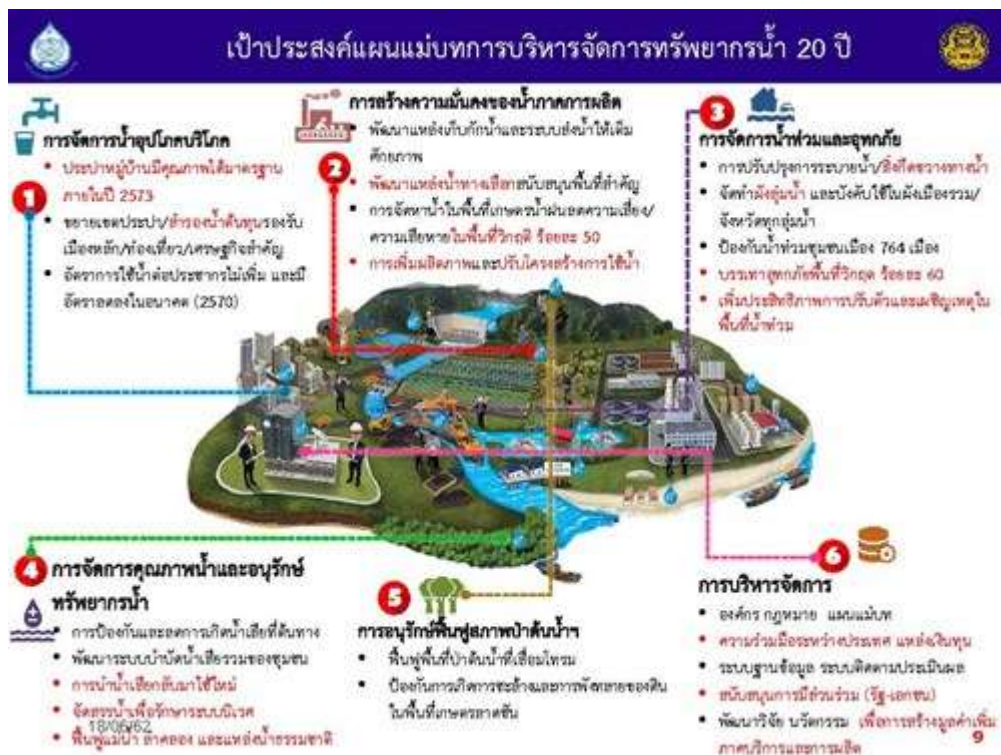 เป้าประสงค์แผนแม่บทการบริหารจัดการทรัพยากรน้ำ 20 ปี
1
การจัดการน้ำอุปโภคบริโภค
• ประปาหมู่บ้านมีคุณภาพได้มาตรฐาน
ภายในปี 2573
• ขยายเขตประปา/สำรองน้ำต้นทุนรองรับ
เมืองหลัก/ท่องเที่ยว/เศรษฐกิจสำคัญ
• อัตราการใช้น้ำต่อประชากรไม่เพิ่ม และมี
อัตราลดลงในอนาคต (2570)
2
การสร้างความมั่นคงของน้ำภาคการผลิต
• พัฒนาแหล่งเก็บกักน้ำและระบบส่งน้ำให้เต็ม
ศักยภาพ
• พัฒนาแหล่งน้ำทางเลือกสนับสนุนพื้นที่สำคัญ
• การจัดหาน้ำในพื้นที่เกษตรน้ำฝนลดความเสี่ยง/
ความเสียหายในพื้นที่วิกฤติ ร้อยละ 50
• การเพิ่มผลิตภาพและปรับโครงสร้างการใช้น้ำ
3
การจัดการน้ำท่วมและอุทกภัย
• การปรับปรุงการระบายน้ำ/สิ่งกีดขวางทางน้ำ
• จัดทำผังลุ่มน้ำ และบังคับใช้ในผังเมืองรวม/
จังหวัดทุกลุ่มน้ำ
• ป้องกันน้ำท่วมชุมชนเมือง 764 เมือง
• บรรเทาอุทกภัยพื้นที่วิกฤต ร้อยละ 60
• เพิ่มประสิทธิภาพการปรับตัวและเผชิญเหตุใน
พื้นที่น้ำท่วม
4
การจัดการคุณภาพน้ำและอนุรักษ์
ทรัพยากรน้ำ
• การป้องกันและลดการเกิดน้ำเสียที่ต้นทาง
• พัฒนาระบบบำบัดน้ำเสียรวมของชุมชน
• การนำน้ำเสียกลับมาใช้ใหม่
• จัดสรรน้ำเพื่อรักษาระบบนิเวศ
• ฟื้นฟูแม่น้ำ ลำคลอง และแหล่งน้ำธรรมชาติ
18/06/62
5
การอนุรักษ์ฟื้นฟูสภาพป่าต้นน้ำฯ
• ฟื้นฟูพื้นที่ป่าต้นน้ำที่เสื่อมโทรม
• ป้องกันการเกิดการชะล้างและการพังทลายของดิน
ในพื้นที่เกษตรลาดชัน
6
การบริหารจัดการ
• องค์กร กฎหมาย แผนแม่บท
• ความร่วมมือระหว่างประเทศ แหล่งเงินทุน
• ระบบฐานข้อมูล ระบบติดตามประเมินผล
• สนับสนุนการมีส่วนร่วม (รัฐ-เอกชน)
• พัฒนาวิจัย นวัตกรรม เพื่อการสร้างมูลค่าเพิ่ม
ภาคบริการและการผลิต
9